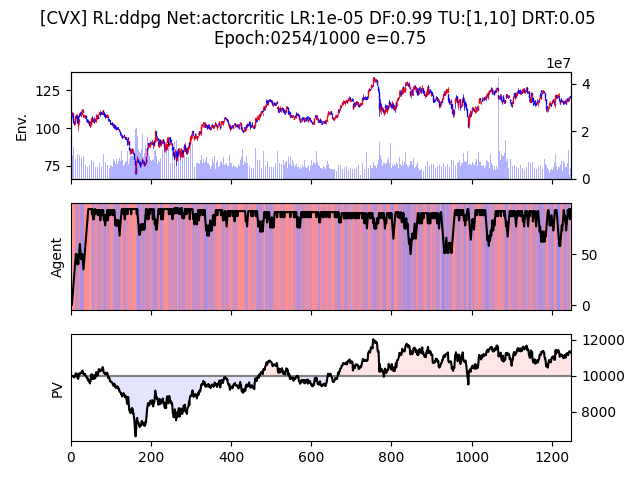 [CVX] RL:ddpg Net:actorcritic LR:1e-05 DF:0.99 TU:[1,10] DRT:0.05
Epoch:0254/1000 e=0.75
1e7
125
100
75
Env.
4
2
0
Agent
50
0
PV
12000
10000
8000
0 200 400 600 800 1000 1200